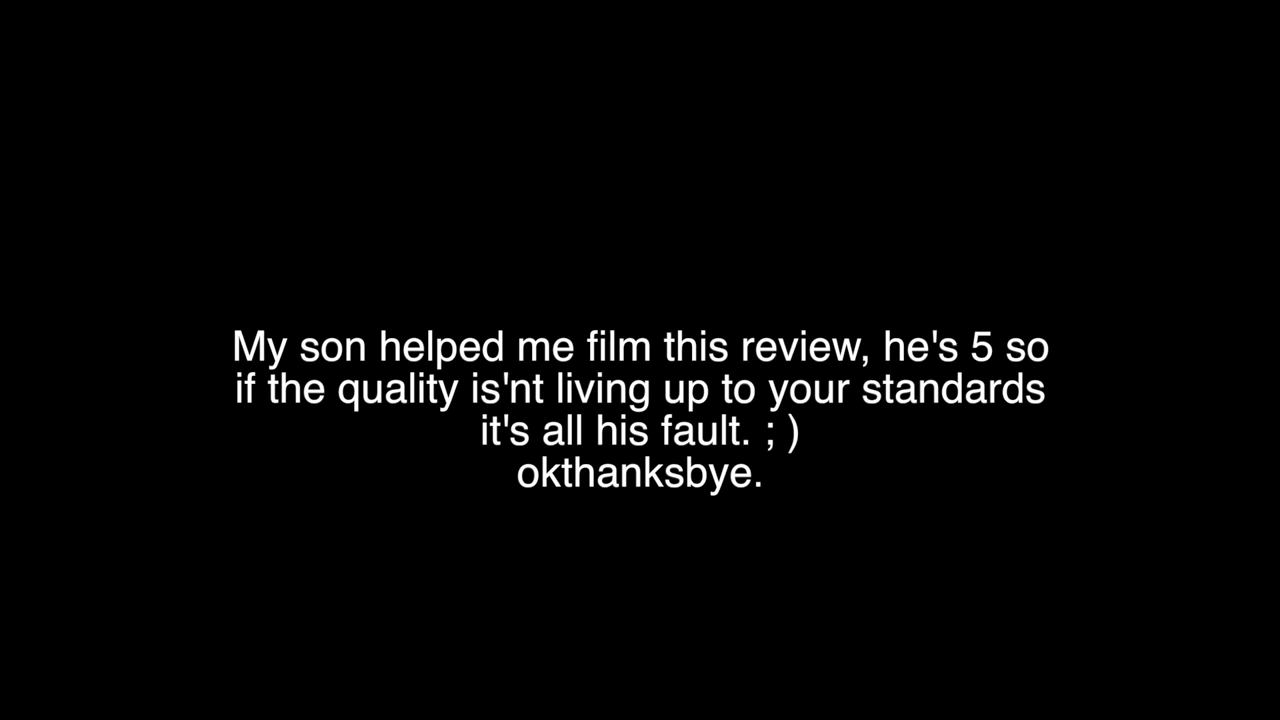 My son helped me film this review, he's 5 so
if the quality is'nt living up to your standards
it's all his fault. ; )
okthanksbye.